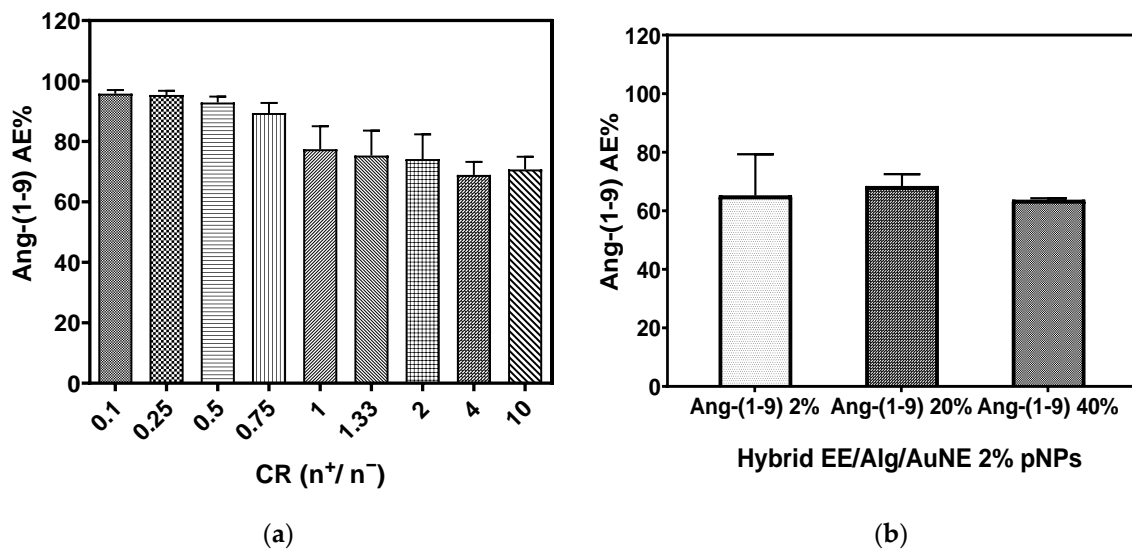 120
100
80
60
40
20
0
Ang-(1-9) AE%
0.1 0.25 0.5 0.75 1 1.33 2 4 10
CR (n⁺/ n⁻)
(a)
120
100
80
60
40
20
0
Ang-(1-9) AE%
Ang-(1-9) 2% Ang-(1-9) 20% Ang-(1-9) 40%
Hybrid EE/Alg/AuNE 2% pNPs
(b)